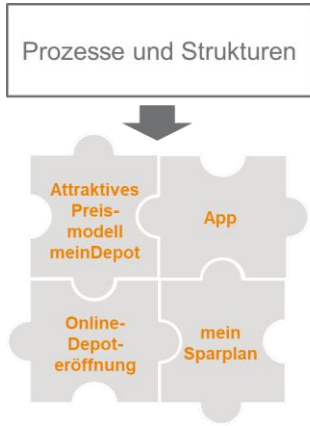 Prozesse und Strukturen
Attraktives
Preis-
modell
meinDepot
App
Online-
Depot-
eröffnung
mein
Sparplan